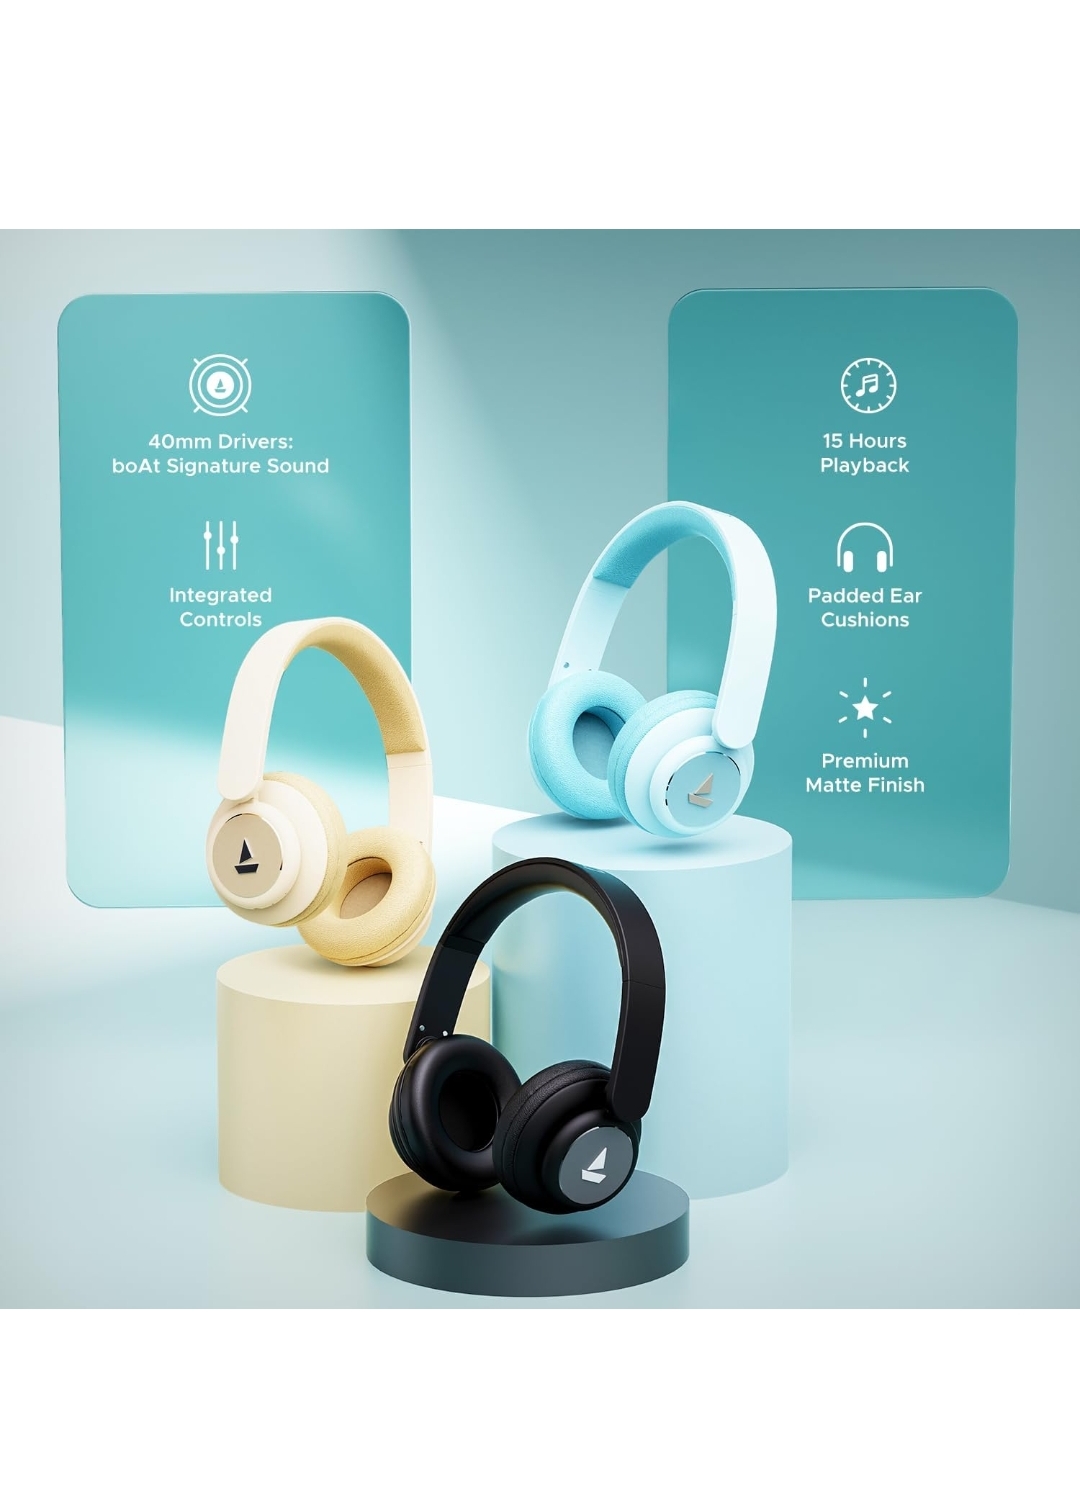 40mm Drivers:
boAt Signature Sound
Integrated
Controls
15 Hours
Playback
Padded Ear
Cushions
Premium
Matte Finish